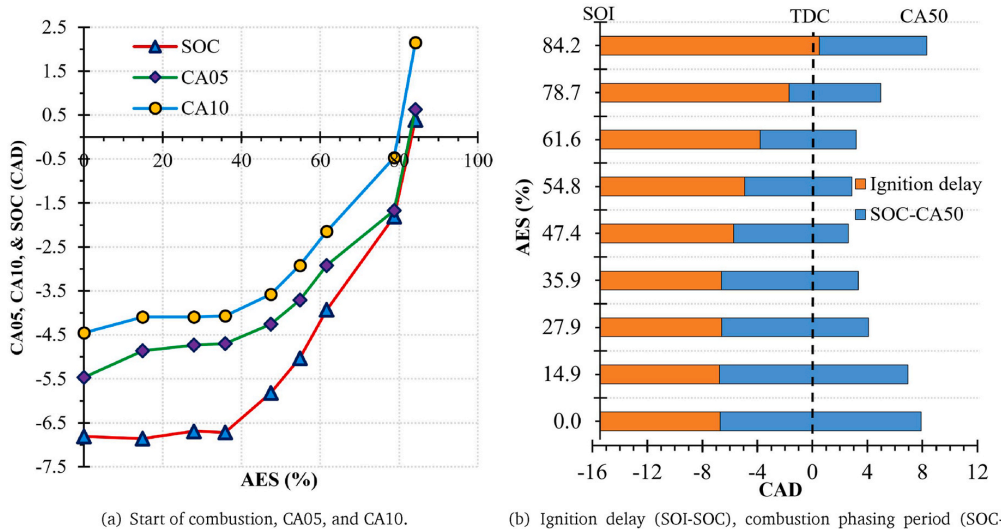 2.5
1.5
0.5
-0.5
-1.5
-2.5
-3.5
-4.5
-5.5
-6.5
-7.5
CA05, CA10, & SOC (CAD)
SOC
CA05
CA10
0 20 40 60 80 100
AES (%)
(a) Start of combustion, CA05, and CA10.
SOI TDC CA50
84.2
78.7
61.6
54.8
47.4
35.9
27.9
14.9
0.0
AES (%)
Ignition delay
SOC-CA50
-16 -12 -8 -4 0 4 8 12
CAD
(b) Ignition delay (SOI-SOC), combustion phasing period (SOC-